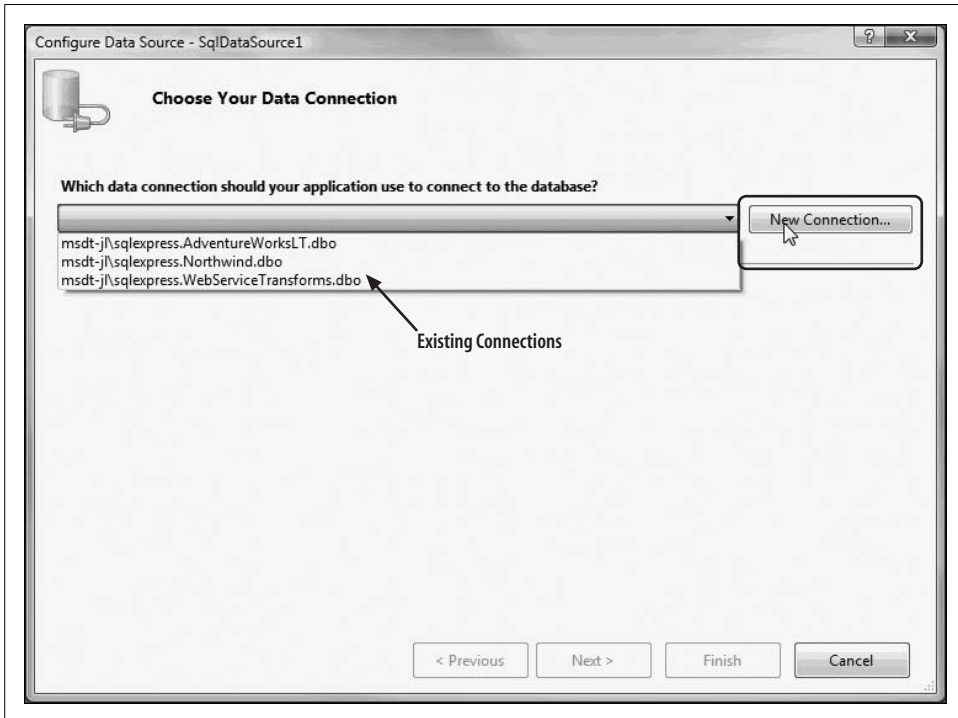 Configure Data Source - SqlDataSource1
Choose Your Data Connection
Which data connection should your application use to connect to the database?
New Connection...
msdt-jl\sqlexpress.AdventureWorksLT.dbo
msdt-jl\sqlexpress.Northwind.dbo
msdt-jl\sqlexpress.WebServiceTransforms.dbo
Existing Connections
< Previous
Next >
Finish
Cancel